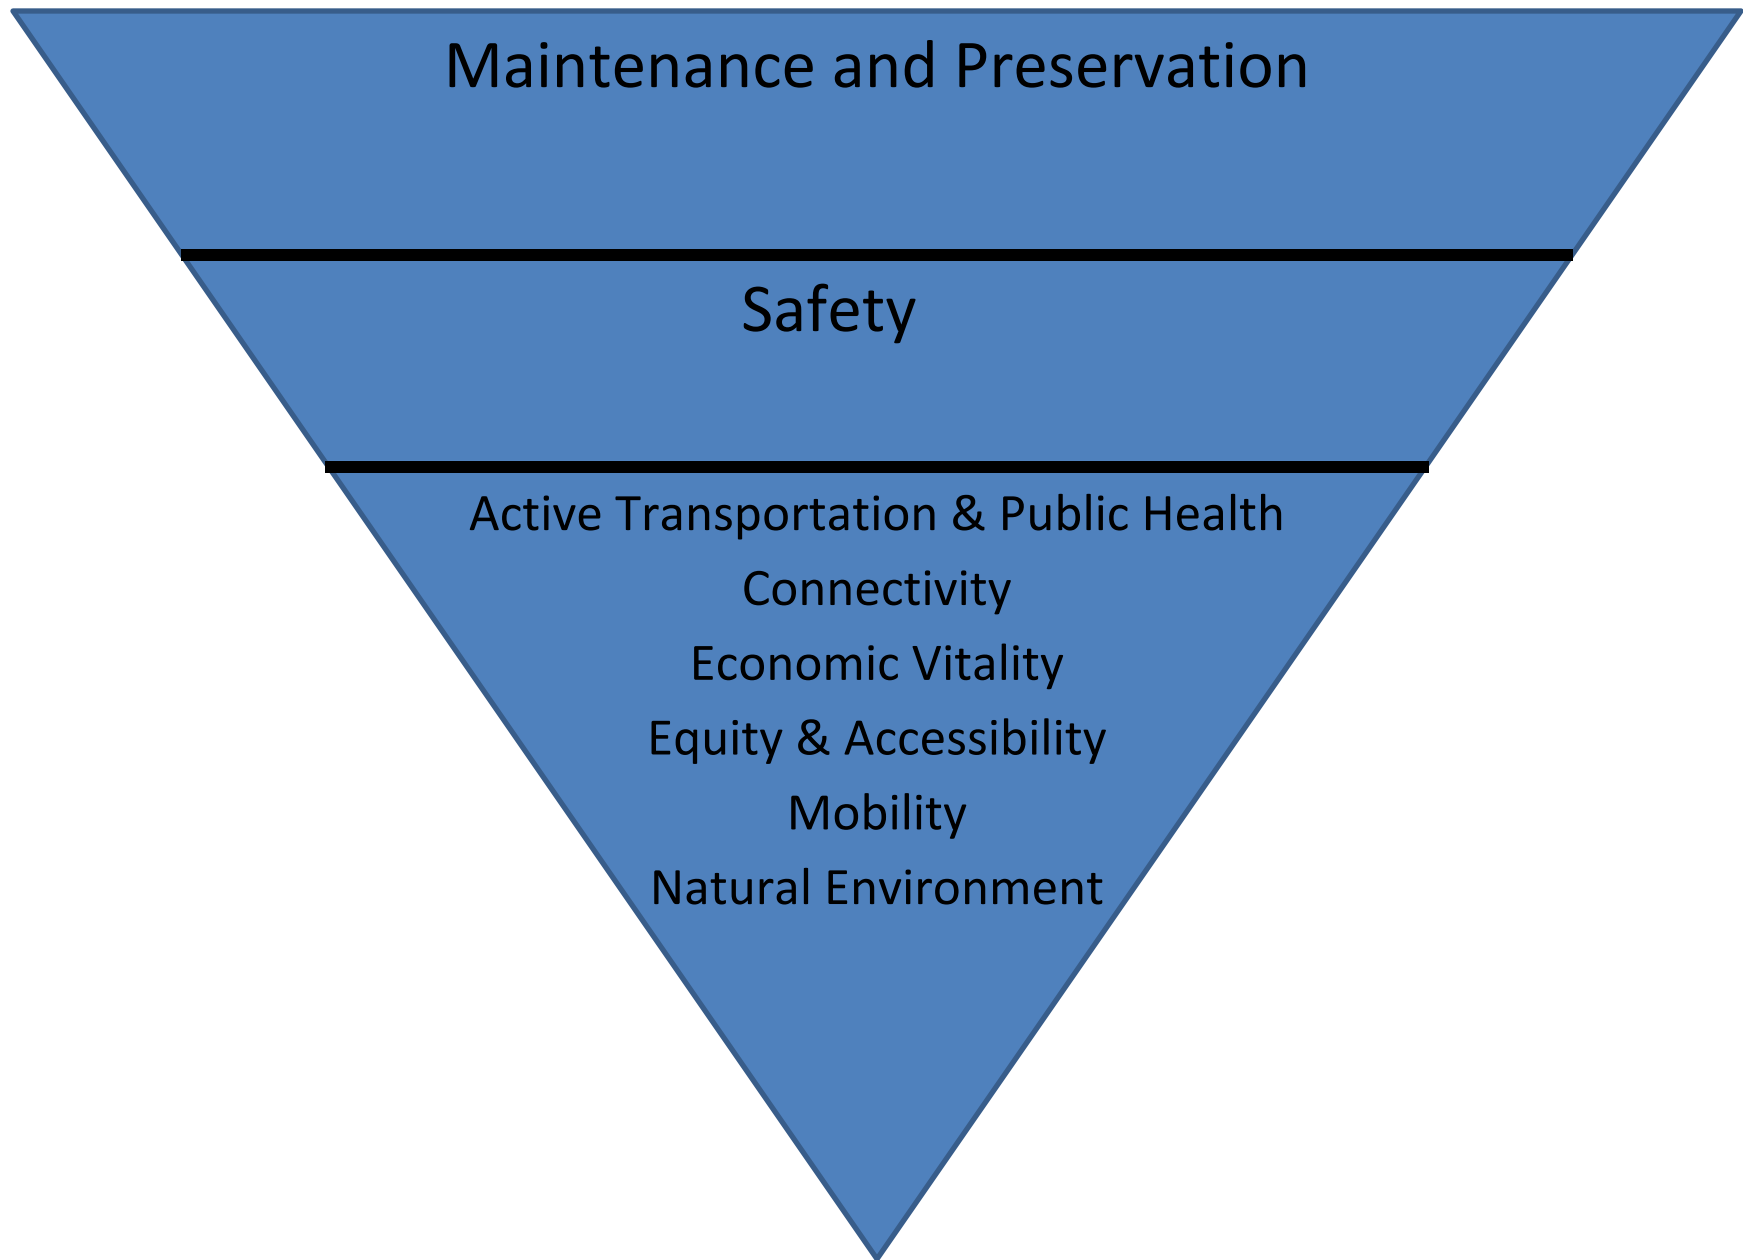 Maintenance and Preservation
Safety
Active Transportation & Public Health
Connectivity
Economic Vitality
Equity & Accessibility
Mobility
Natural Environment